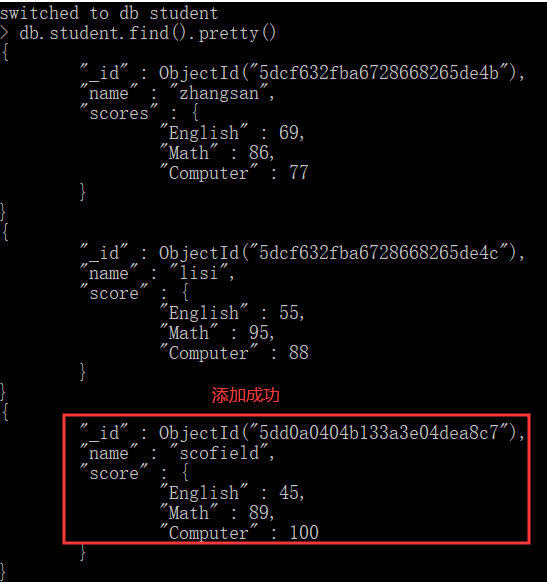 switched to db student
> db.student.find().pretty()
{
"_id" : ObjectId("5dcf632fba6728668265de4b"),
"name" : "zhangsan",
"scores" : {
"English" : 69,
"Math" : 86,
"Computer" : 77
}
}
{
"_id" : ObjectId("5dcf632fba6728668265de4c"),
"name" : "lisi",
"score" : {
"English" : 55,
"Math" : 95,
"Computer" : 88
}
}
添加成功
{
"_id" : ObjectId("5dd0a0404b133a3e04dea8c7"),
"name" : "scofield",
"score" : {
"English" : 45,
"Math" : 89,
"Computer" : 100
}
}